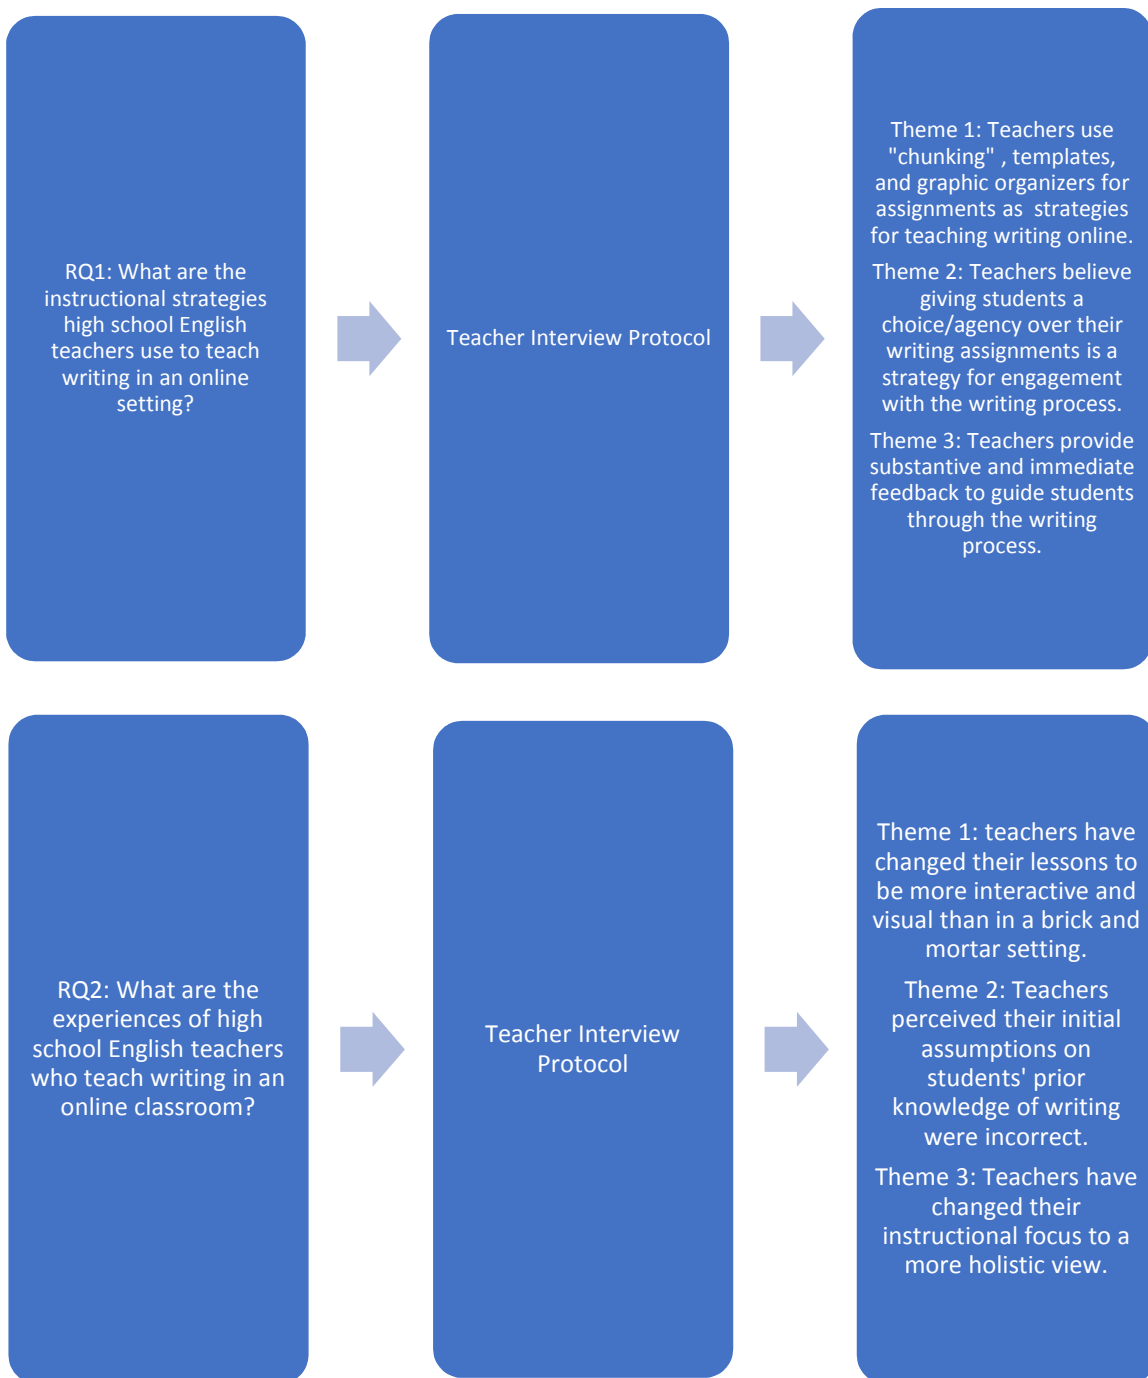 RQ1: What are the
instructional strategies
high school English
teachers use to teach
writing in an online
setting?
Teacher Interview Protocol
Theme 1: Teachers use
"chunking" , templates,
and graphic organizers for
assignments as strategies
for teaching writing online.
Theme 2: Teachers believe
giving students a
choice/agency over their
writing assignments is a
strategy for engagement
with the writing process.
Theme 3: Teachers provide
substantive and immediate
feedback to guide students
through the writing
process.
RQ2: What are the
experiences of high
school English teachers
who teach writing in an
online classroom?
Teacher Interview
Protocol
Theme 1: teachers have
changed their lessons to
be more interactive and
visual than in a brick and
mortar setting.
Theme 2: Teachers
perceived their initial
assumptions on
students' prior
knowledge of writing
were incorrect.
Theme 3: Teachers have
changed their
instructional focus to a
more holistic view.